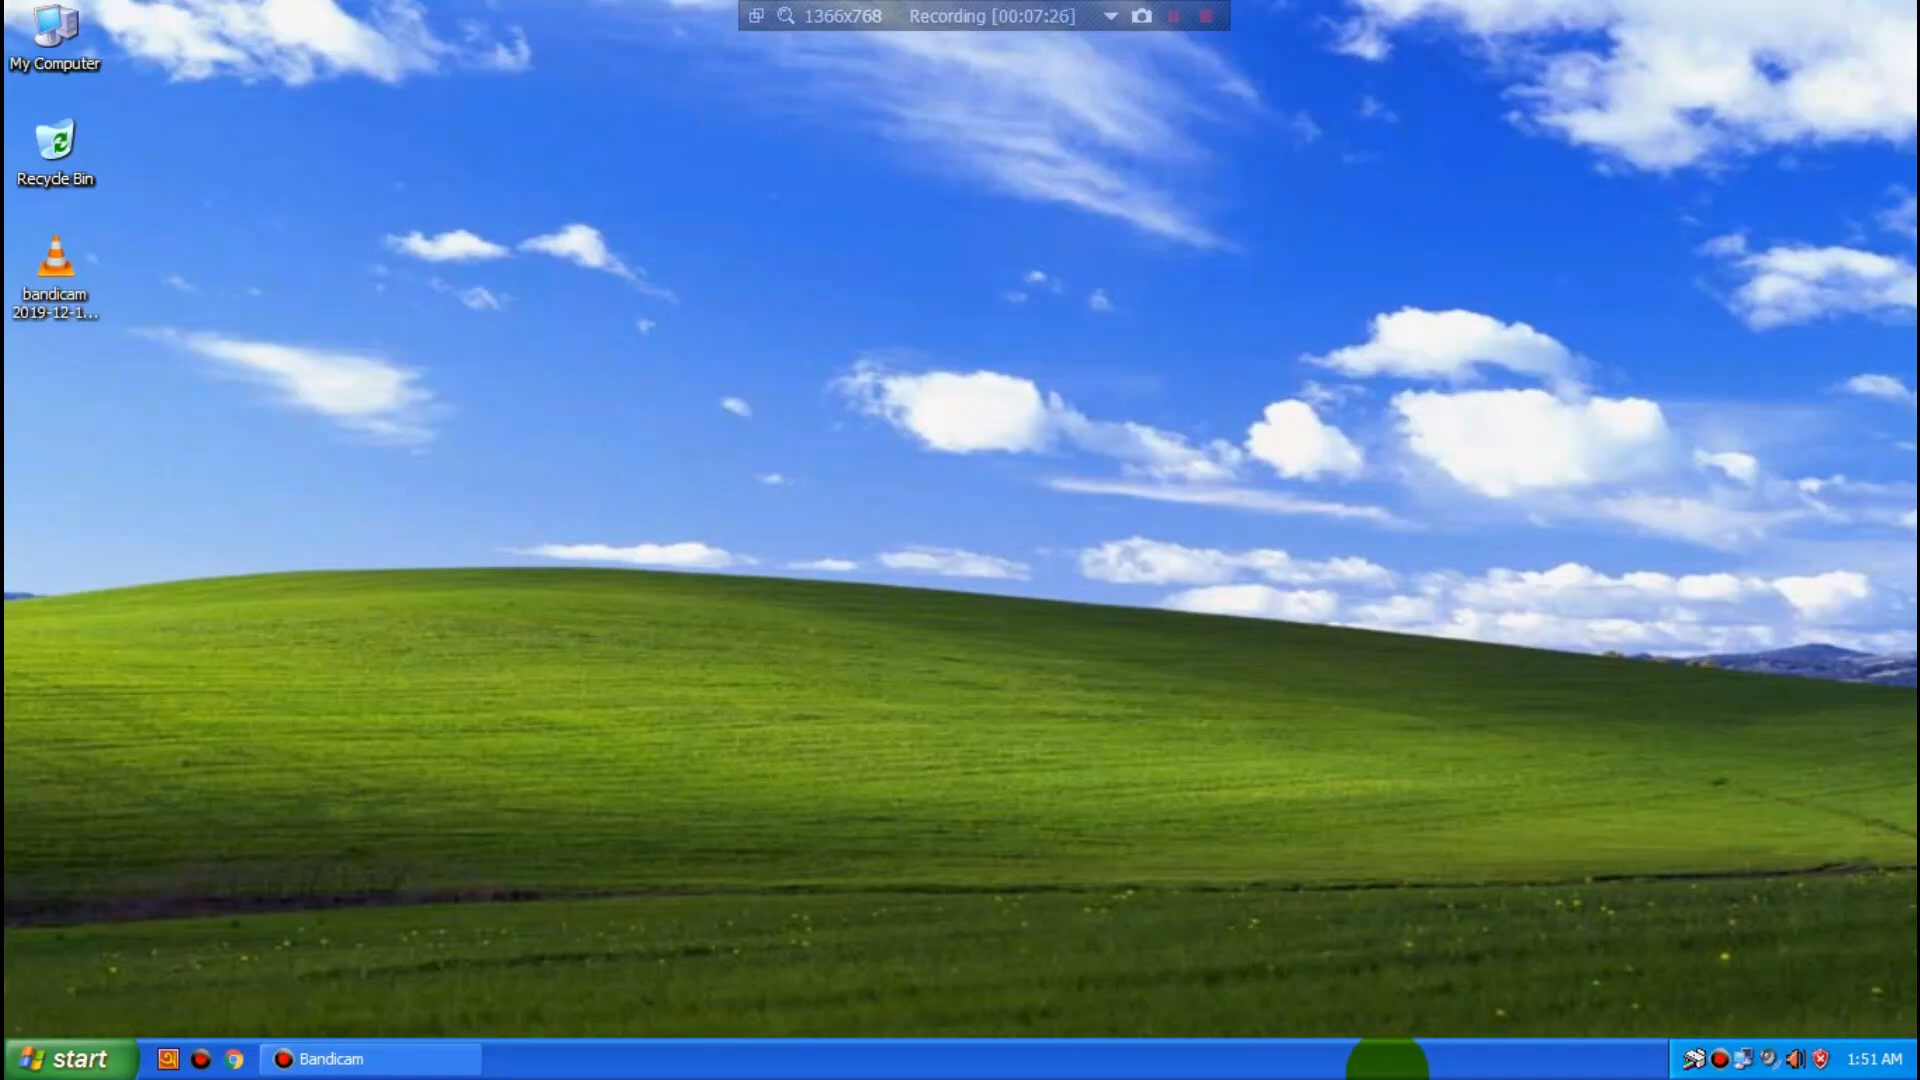 1366x768 Recording [00:07:26]
My Computer
Recycle Bin
bandicam
2019-12-1...
start
Bandicam
1:51 AM